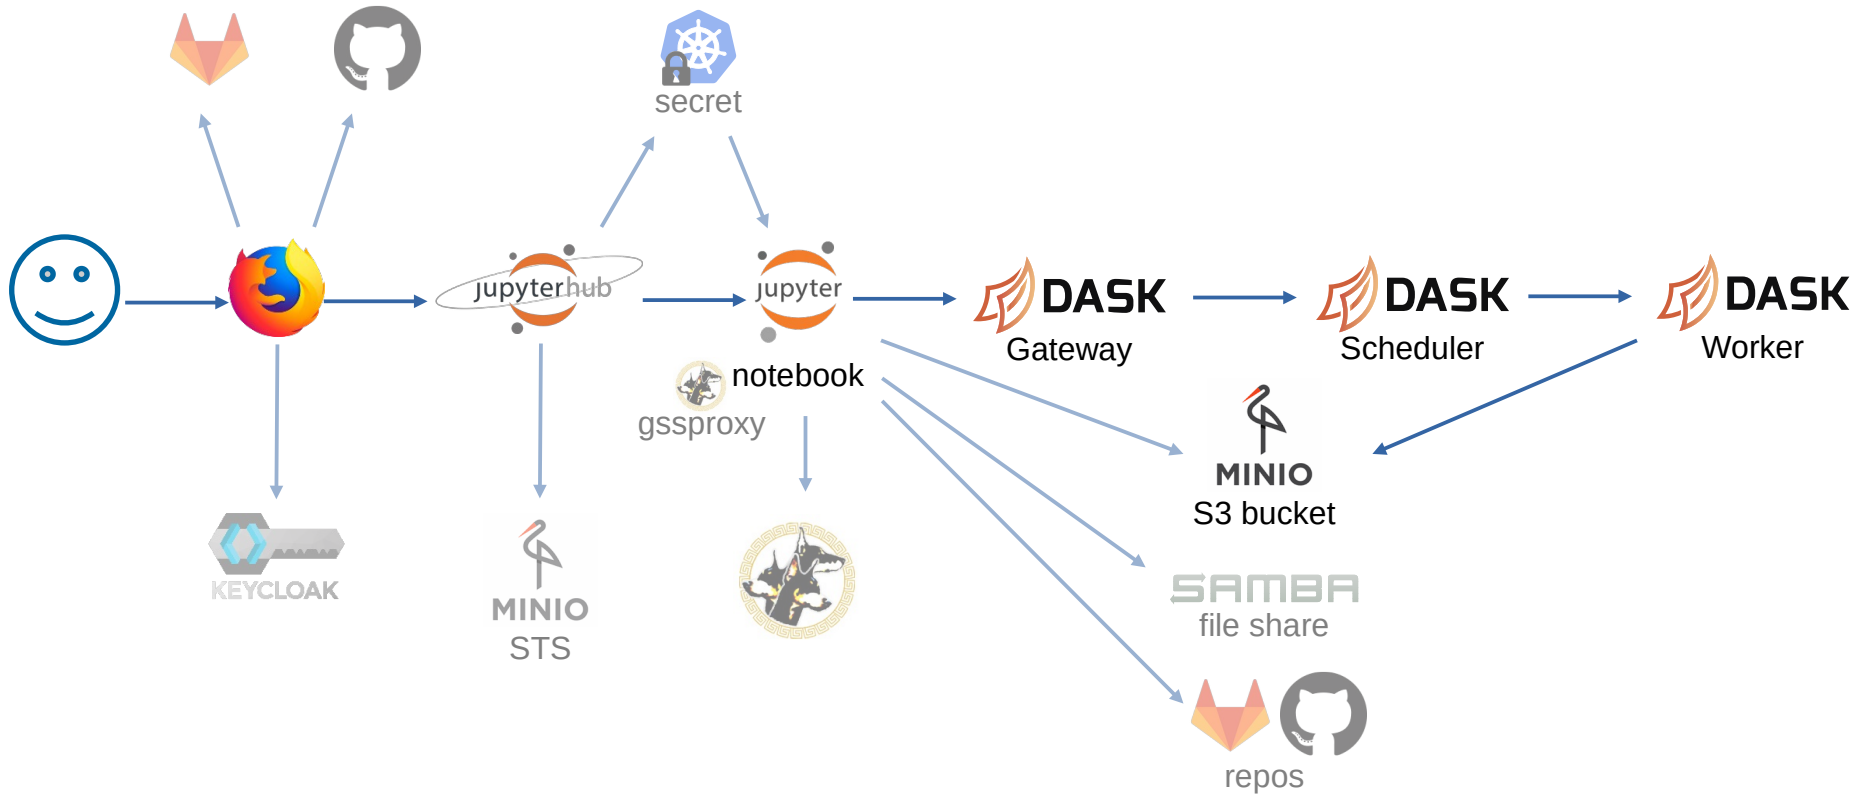 secret
jupyterhub
jupyter
notebook
gssproxy
DASK
Gateway
DASK
Scheduler
DASK
Worker
MINIO
S3 bucket
KEYCLOAK
MINIO
STS
SAMBA
file share
repos